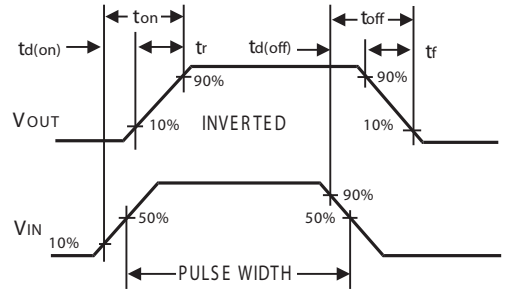 ton toff
td(on) tr td(off) tf
90% 90%
VOUT 10% INVERTED 10%
90%
VIN 50% 50%
10%
PULSE WIDTH